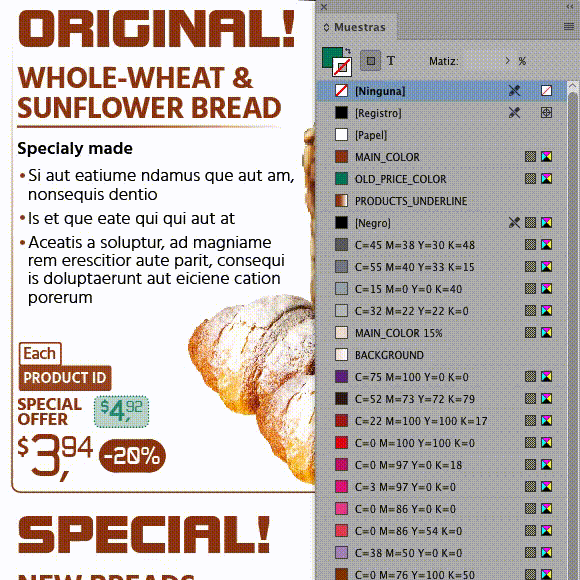 ORIGINAL!
WHOLE-WHEAT &
SUNFLOWER BREAD
Specialy made
• Si aut eatiume ndamus que aut am,
nonsequis dentio
• Is et que eate qui qui aut at
• Aceatis a soluptur, ad magniame
rem erescitior aute parit, consequi
is doluptaerunt aut eiciene cation
porerum
Each
PRODUCT ID
SPECIAL
OFFER
$4,92
$3,94
-20%
SPECIAL!
NEW BREADS
Muestras
T
Matiz:
%
[Ninguna]
[Registro]
[Papel]
MAIN_COLOR
OLD_PRICE_COLOR
PRODUCTS_UNDERLINE
[Negro]
C=45 M=38 Y=30 K=48
C=55 M=40 Y=33 K=15
C=15 M=0 Y=0 K=40
C=32 M=22 Y=22 K=0
MAIN_COLOR 15%
BACKGROUND
C=75 M=100 Y=0 K=0
C=52 M=73 Y=72 K=79
C=22 M=100 Y=100 K=17
C=0 M=100 Y=100 K=0
C=0 M=97 Y=0 K=18
C=3 M=97 Y=0 K=0
C=0 M=86 Y=0 K=0
C=0 M=86 Y=54 K=0
C=38 M=50 Y=0 K=0
C=0 M=76 Y=100 K=50